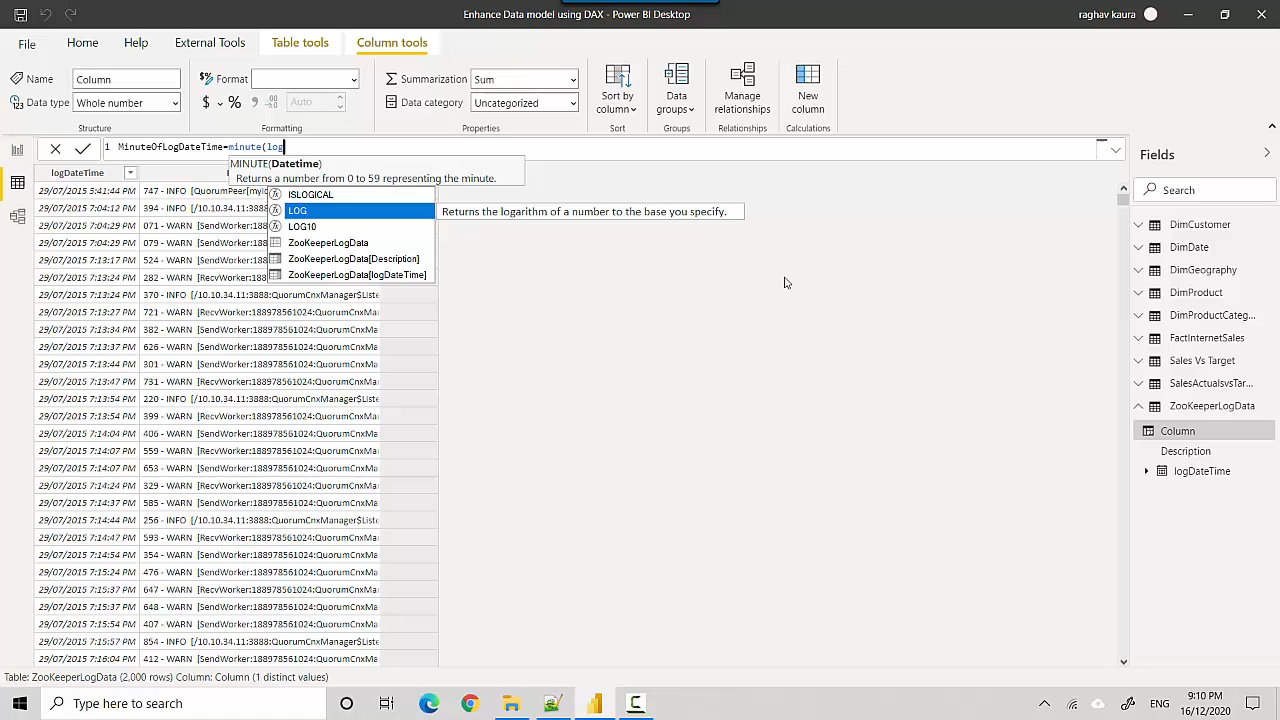 Enhance Data model using DAX - Power BI Desktop
raghav kaura
File
Home
Help
External Tools
Table tools
Column tools
Name
Column
Format
Summarization
Sum
Data type
Whole number
$
%
Auto
Data category
Uncategorized
Sort by
column
Data
groups
Manage
relationships
New
column
Structure
Formatting
Properties
Sort
Groups
Relationships
Calculations
1 MinuteOfLogDateTime=minute(log
MINUTE(Datetime)
Returns a number from 0 to 59 representing the minute.
ISLOGICAL
LOG
Returns the logarithm of a number to the base you specify.
LOG10
ZooKeeperLogData
ZooKeeperLogData[Description]
ZooKeeperLogData[logDateTime]
logDateTime
29/07/2015 5:41:44 PM 747 - INFO [QuorumPeer[myId
29/07/2015 7:04:12 PM 394 - INFO [/10.10.34.11:3888
29/07/2015 7:04:29 PM 071 - WARN [SendWorker:188
29/07/2015 7:04:29 PM 079 - WARN [SendWorker:188
29/07/2015 7:13:17 PM 524 - WARN [SendWorker:188
29/07/2015 7:13:24 PM 282 - WARN [RecvWorker:188
29/07/2015 7:13:24 PM 370 - INFO [/10.10.34.11:3888:QuorumCnxManager$Liste
29/07/2015 7:13:27 PM 721 - WARN [RecvWorker:188978561024:QuorumCnxMa
29/07/2015 7:13:34 PM 382 - WARN [SendWorker:188978561024:QuorumCnxMa
29/07/2015 7:13:37 PM 626 - WARN [SendWorker:188978561024:QuorumCnxMa
29/07/2015 7:13:44 PM 301 - WARN [SendWorker:188978561024:QuorumCnxMa
29/07/2015 7:13:47 PM 731 - WARN [RecvWorker:188978561024:QuorumCnxMa
29/07/2015 7:13:54 PM 220 - INFO [/10.10.34.11:3888:QuorumCnxManager$Liste
29/07/2015 7:13:54 PM 399 - WARN [RecvWorker:188978561024:QuorumCnxMa
29/07/2015 7:14:04 PM 406 - WARN [SendWorker:188978561024:QuorumCnxMa
29/07/2015 7:14:07 PM 559 - WARN [RecvWorker:188978561024:QuorumCnxMa
29/07/2015 7:14:07 PM 653 - WARN [SendWorker:188978561024:QuorumCnxMa
29/07/2015 7:14:24 PM 329 - WARN [RecvWorker:188978561024:QuorumCnxMa
29/07/2015 7:14:37 PM 585 - WARN [SendWorker:188978561024:QuorumCnxMa
29/07/2015 7:14:44 PM 256 - INFO [/10.10.34.11:3888:QuorumCnxManager$Liste
29/07/2015 7:14:47 PM 593 - WARN [RecvWorker:188978561024:QuorumCnxMa
29/07/2015 7:14:54 PM 354 - WARN [SendWorker:188978561024:QuorumCnxMa
29/07/2015 7:15:24 PM 476 - WARN [SendWorker:188978561024:QuorumCnxMa
29/07/2015 7:15:37 PM 647 - WARN [RecvWorker:188978561024:QuorumCnxMa
29/07/2015 7:15:37 PM 648 - WARN [SendWorker:188978561024:QuorumCnxMa
29/07/2015 7:15:54 PM 407 - WARN [SendWorker:188978561024:QuorumCnxMa
29/07/2015 7:15:57 PM 854 - INFO [/10.10.34.11:3888:QuorumCnxManager$Liste
29/07/2015 7:16:04 PM 412 - WARN [SendWorker:188978561024:QuorumCnxMa
Fields
Search
DimCustomer
DimDate
DimGeography
DimProduct
DimProductCateg...
FactInternetSales
Sales Vs Target
SalesActualsvsTar...
ZooKeeperLogData
Column
Description
logDateTime
Table: ZooKeeperLogData (2,000 rows) Column: Column (1 distinct values)
Type here to search
ENG
9:10 PM
16/12/2020